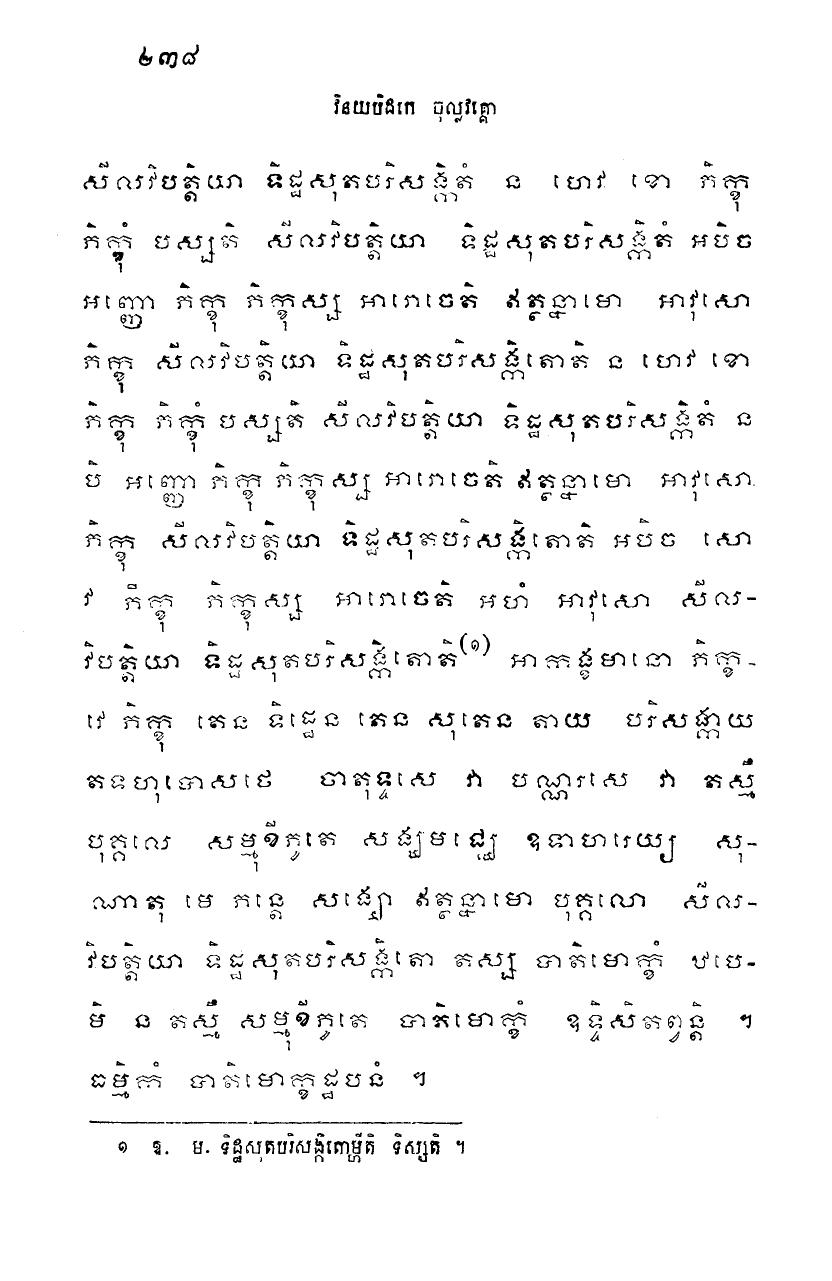 ២៣៨
វិនយបិដកេ ចុល្លវគ្គោ
សីលវិបត្តិយា ទិដ្ឋសុតបរិសង្កិតំ ន ហេវ ខោ ភិក្ខុ
ភិក្ខុំ បស្សតិ សីលវិបត្តិយា ទិដ្ឋសុតបរិសង្កិតំ អបិច
អញ្ញោ ភិក្ខុ ភិក្ខុស្ស អារោចេតិ ឥត្ថន្នាមោ អាវុសោ
ភិក្ខុ សីលវិបត្តិយា ទិដ្ឋសុតបរិសង្កិតោតិ ន ហេវ ខោ
ភិក្ខុ ភិក្ខុំ បស្សតិ សីលវិបត្តិយា ទិដ្ឋសុតបរិសង្កិតំ ន
បិ អញ្ញោ ភិក្ខុ ភិក្ខុស្ស អារោចេតិ ឥត្ថន្នាមោ អាវុសោ
ភិក្ខុ សីលវិបត្តិយា ទិដ្ឋសុតបរិសង្កិតោតិ អបិច សោ
វ ភិក្ខុ ភិក្ខុស្ស អារោចេតិ អហំ អាវុសោ សីល-
វិបត្តិយា ទិដ្ឋសុតបរិសង្កិតោតិ(១) អាកង្ខមានោ ភិក្ខ-
វេ ភិក្ខុ តេន ទិដ្ឋេន តេន សុតេន តាយ បរិសង្កាយ
តទហុបោសថេ ចាតុទ្ទសេ វា បណ្ណរសេ វា តស្មឹ
បុគ្គលេ សម្មុខីភូតេ សង្ឃមជ្ឈេ ឧទាហរេយ្យ សុ-
ណាតុ មេ ភន្តេ សង្ឃោ ឥត្ថន្នាមោ បុគ្គលោ សីល-
វិបត្តិយា ទិដ្ឋសុតបរិសង្កិតោ តស្ស បាតិមោក្ខំ ឋបេ-
មិ ន តស្មឹ សម្មុខីភូតេ បាតិមោក្ខំ ឧទ្ទិសិតព្វន្តិ ។
ធម្មិកំ បាតិមោក្ខដ្ឋបនំ ។
១ ឱ. ម. ទិដ្ឋសុតបរិសង្កិតោម្ហីតិ ទិស្សតិ ។